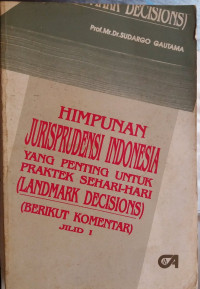 (LANDMARK DECISIONS)
Prof.Mr.Dr.SUDARGO GAUTAMA
HIMPUNAN
JURISPRUDENSI INDONESIA
YANG PENTING UNTUK
PRAKTEK SEHARI-HARI
(LANDMARK DECISIONS)
(BERIKUT KOMENTAR)
JILID 1